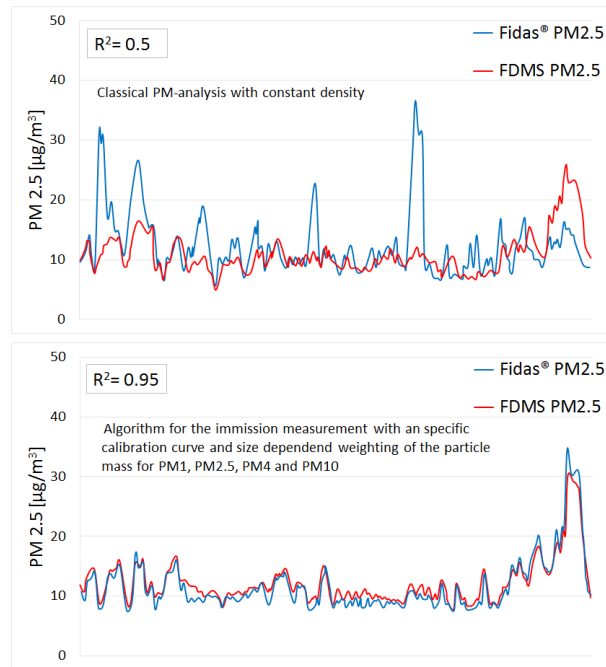 50
R²= 0.5
Fidas® PM2.5
FDMS PM2.5
40
Classical PM-analysis with constant density
30
PM 2.5 [µg/m³]
20
10
0
50
R²= 0.95
Fidas® PM2.5
FDMS PM2.5
40
Algorithm for the immission measurement with an specific
calibration curve and size dependend weighting of the particle
mass for PM1, PM2.5, PM4 and PM10
30
PM 2.5 [µg/m³]
20
10
0